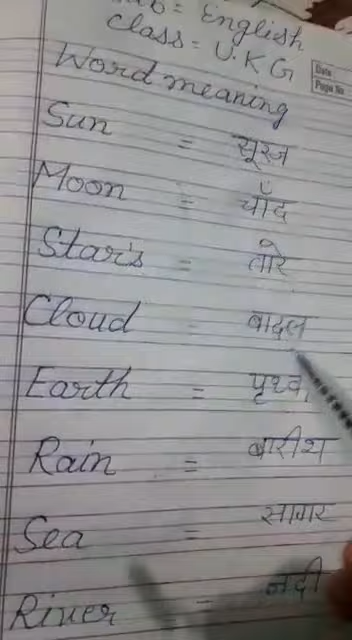 = English
Class = U.K.G
Date
Page No
Word meaning
Sun = सूरज
Moon = चाँद
Star's = तारे
Cloud = बादल
Earth =
Rain = बारीश
Sea = सागर
River = नदी